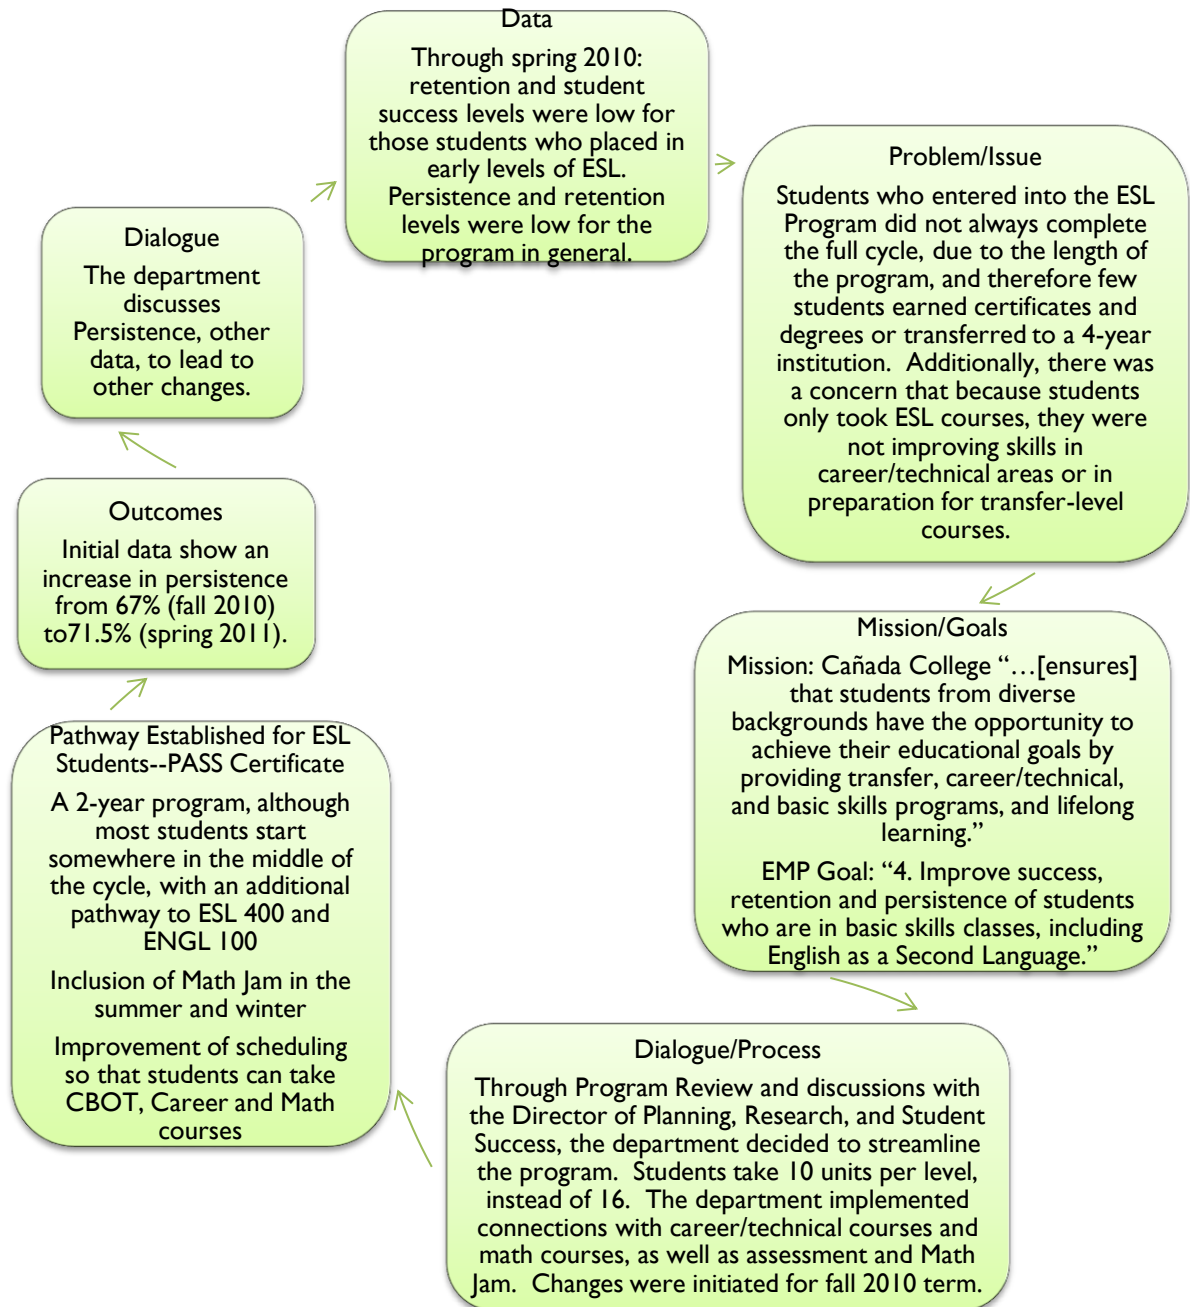 Data
Through spring 2010:
retention and student
success levels were low for
those students who placed in
early levels of ESL.
Persistence and retention
levels were low for the
program in general.
Problem/Issue
Students who entered into the ESL
Program did not always complete
the full cycle, due to the length of
the program, and therefore few
students earned certificates and
degrees or transferred to a 4-year
institution.  Additionally, there was
a concern that because students
only took ESL courses, they were
not improving skills in
career/technical areas or in
preparation for transfer-level
courses.
Mission/Goals
Mission: Cañada College “…[ensures]
that students from diverse
backgrounds have the opportunity to
achieve their educational goals by
providing transfer, career/technical,
and basic skills programs, and lifelong
learning.”
EMP Goal: “4. Improve success,
retention and persistence of students
who are in basic skills classes, including
English as a Second Language.”
Dialogue/Process
Through Program Review and discussions with
the Director of Planning, Research, and Student
Success, the department decided to streamline
the program.  Students take 10 units per level,
instead of 16.  The department implemented
connections with career/technical courses and
math courses, as well as assessment and Math
Jam.  Changes were initiated for fall 2010 term.
Pathway Established for ESL
Students--PASS Certificate
A 2-year program, although
most students start
somewhere in the middle of
the cycle, with an additional
pathway to ESL 400 and
ENGL 100
Inclusion of Math Jam in the
summer and winter
Improvement of scheduling
so that students can take
CBOT, Career and Math
courses
Outcomes
Initial data show an
increase in persistence
from 67% (fall 2010)
to71.5% (spring 2011).
Dialogue
The department
discusses
Persistence, other
data, to lead to
other changes.